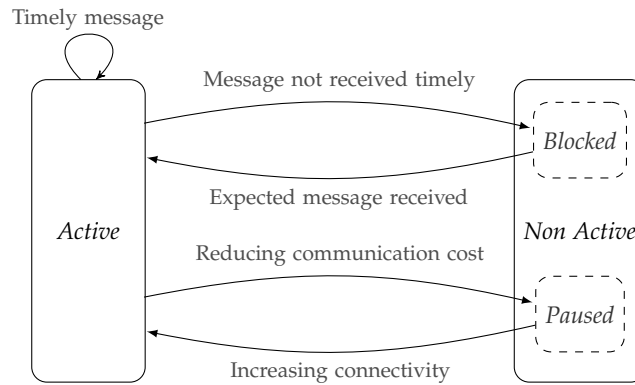 Timely message
Message not received timely
Blocked
Expected message received
Active
Non Active
Reducing communication cost
Paused
Increasing connectivity